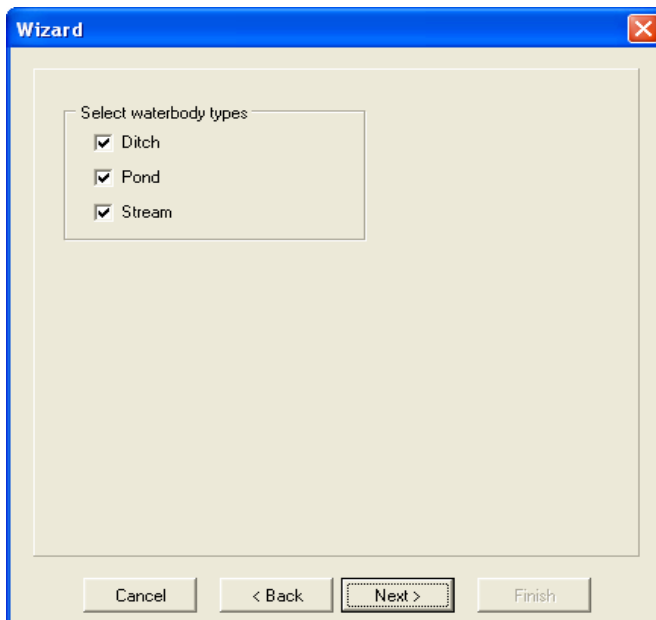 Wizard
Select waterbody types
Ditch
Pond
Stream
Cancel
< Back
Next >
Finish